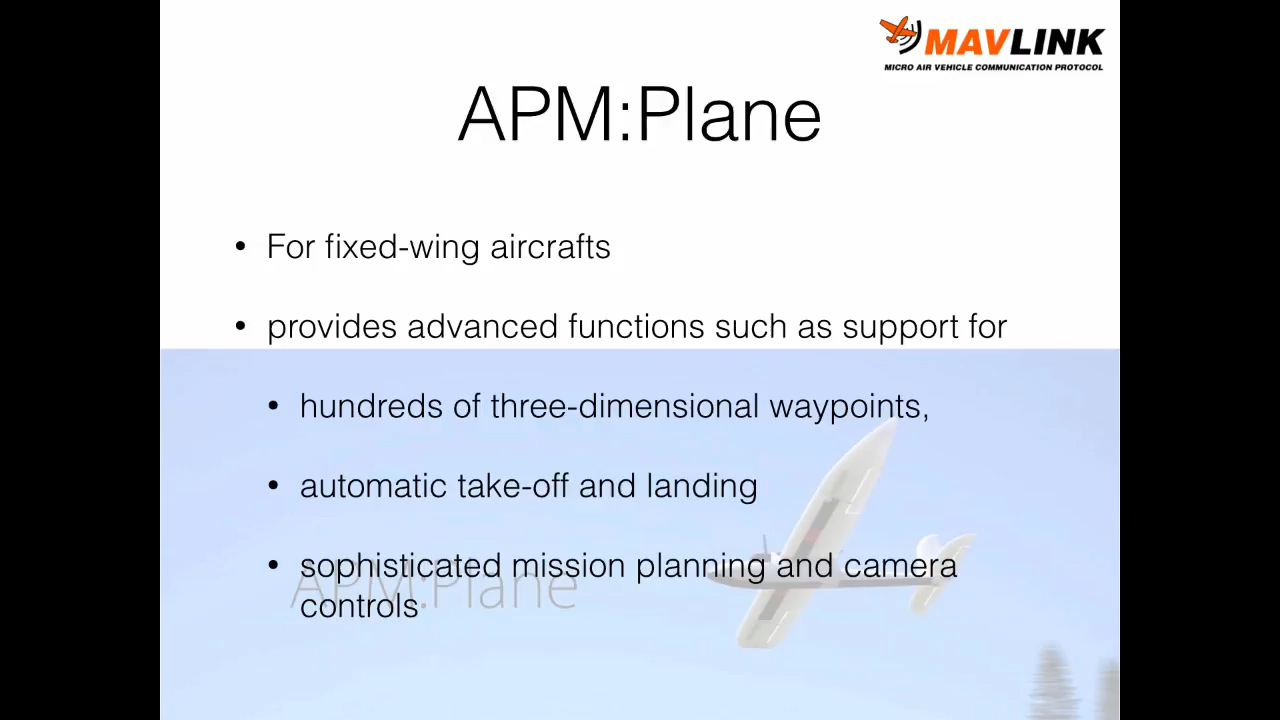 MAVLINK
MICRO AIR VEHICLE COMMUNICATION PROTOCOL
APM:Plane
• For fixed-wing aircrafts
• provides advanced functions such as support for
• hundreds of three-dimensional waypoints,
• automatic take-off and landing
• sophisticated mission planning and camera
controls
APM:Plane